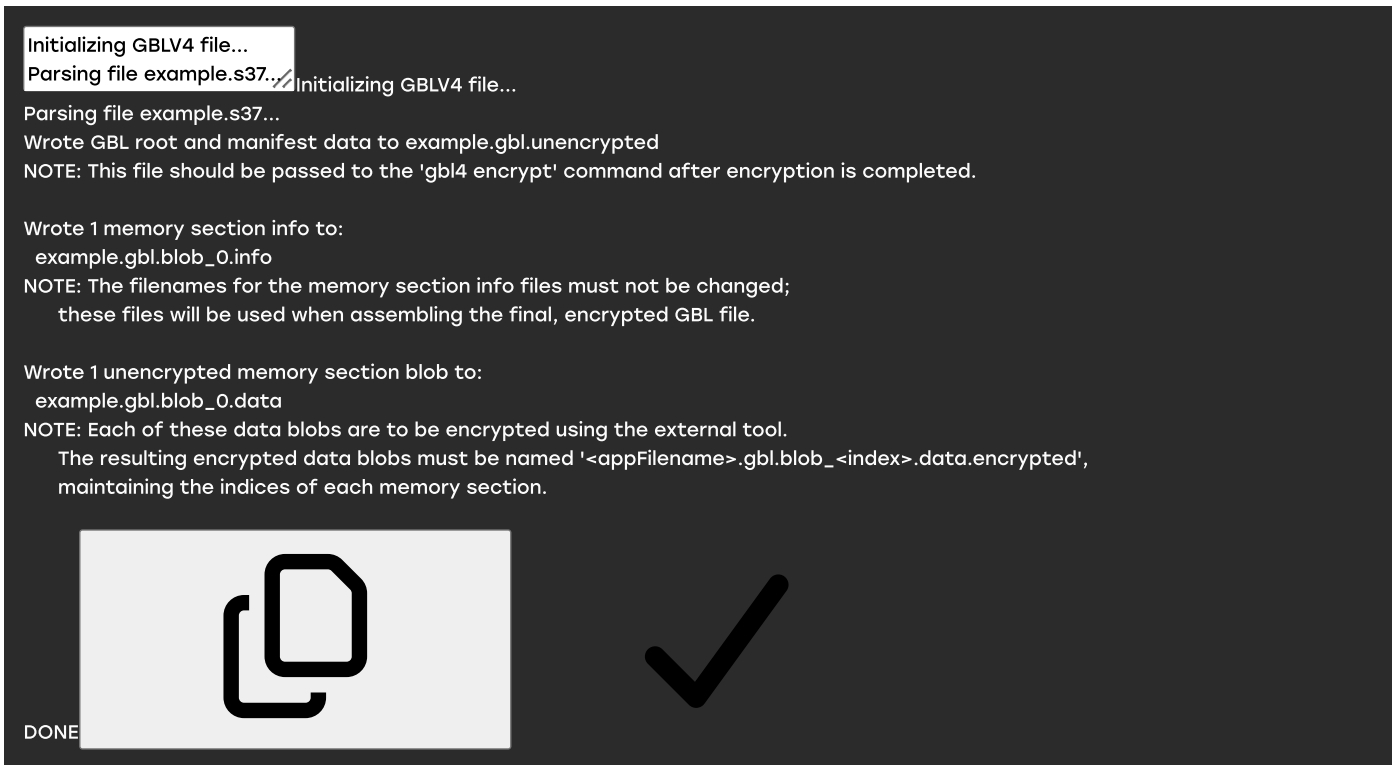 Initializing GBLV4 file...
Parsing file example.s37...
Initializing GBLV4 file...
Parsing file example.s37...
Wrote GBL root and manifest data to example.gbl.unencrypted
NOTE: This file should be passed to the 'gbl4 encrypt' command after encryption is completed.
Wrote 1 memory section info to:
example.gbl.blob_0.info
NOTE: The filenames for the memory section info files must not be changed;
these files will be used when assembling the final, encrypted GBL file.
Wrote 1 unencrypted memory section blob to:
example.gbl.blob_0.data
NOTE: Each of these data blobs are to be encrypted using the external tool.
The resulting encrypted data blobs must be named '<appFilename>.gbl.blob_<index>.data.encrypted',
maintaining the indices of each memory section.
DONE